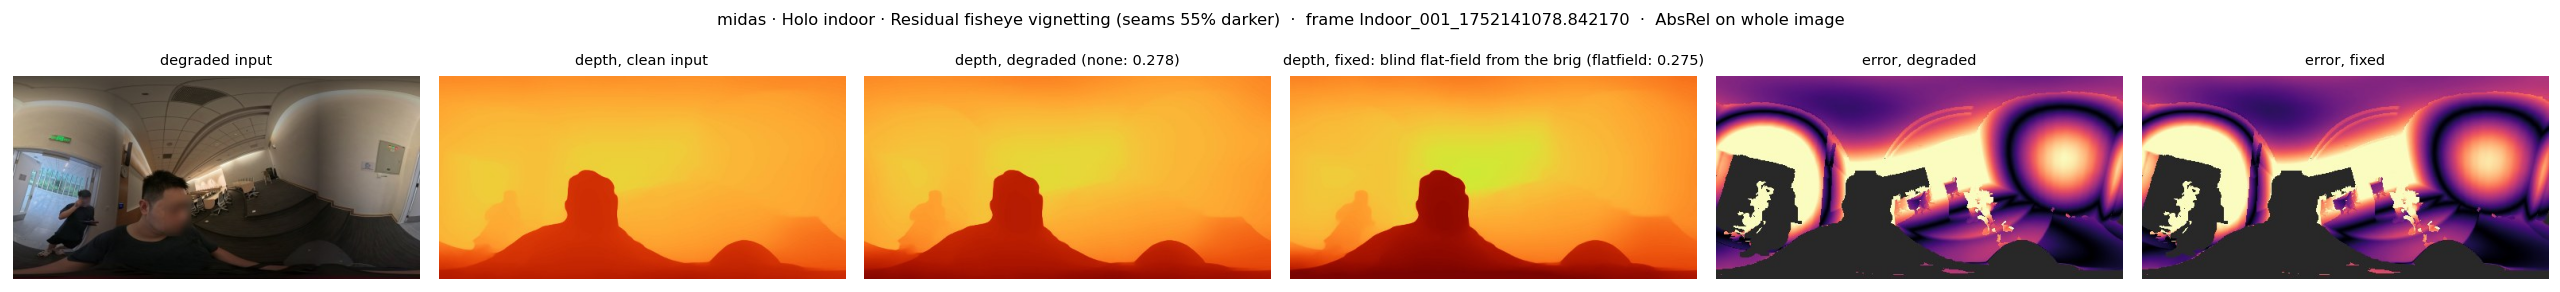 midas · Holo indoor · Residual fisheye vignetting (seams 55% darker)  ·  frame Indoor_001_1752141078.842170  ·  AbsRel on whole image
degraded input
depth, clean input
depth, degraded (none: 0.278)
depth, fixed: blind flat-field from the brig (flatfield: 0.275)
error, degraded
error, fixed